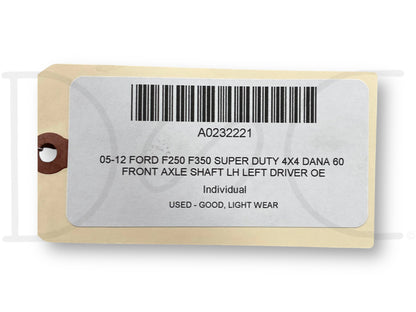 A0232221
05-12 FORD F250 F350 SUPER DUTY 4X4 DANA 60
FRONT AXLE SHAFT LH LEFT DRIVER OE
Individual
USED - GOOD, LIGHT WEAR